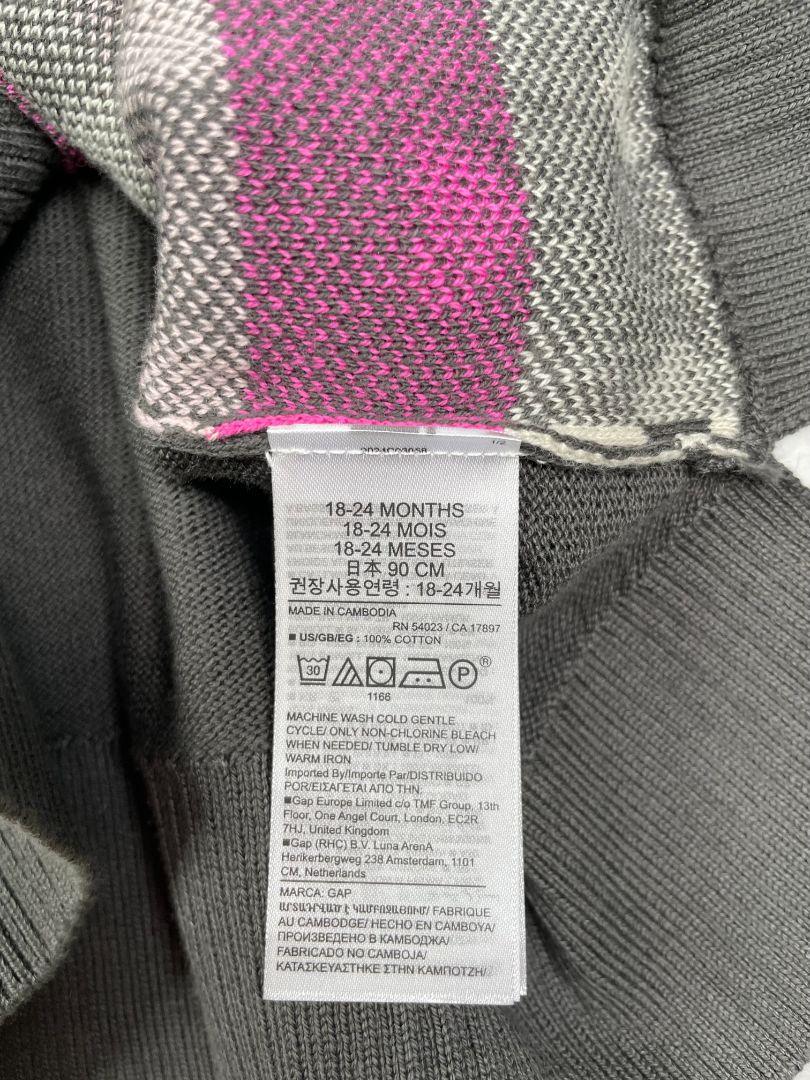 1/2
18-24 MONTHS
18-24 MOIS
18-24 MESES
日本 90 CM
권장사용연령 : 18-24개월
MADE IN CAMBODIA
RN 54023 / CA 17897
■ US/GB/EG : 100% COTTON
30 P ®
1166
MACHINE WASH COLD GENTLE
CYCLE/ ONLY NON-CHLORINE BLEACH
WHEN NEEDED/ TUMBLE DRY LOW/
WARM IRON
Imported By/Importe Par/DISTRIBUIDO
POR/ΕΙΣΑΓΕΤΑΙ ΑΠΟ ΤΗΝ:
■Gap Europe Limited c/o TMF Group, 13th
Floor, One Angel Court, London, EC2R
7HJ, United Kingdom
■Gap (RHC) B.V. Luna ArenA
Herikerbergweg 238 Amsterdam, 1101
CM, Netherlands
MARCA: GAP
ԱՐՏԱԴՐՎԱԾ Է ԿԱՄԲՈՋԱՅՈՒՄ/ FABRIQUE
AU CAMBODGE/ HECHO EN CAMBOYA/
ПРОИЗВЕДЕНО В КАМБОДЖА/
FABRICADO NO CAMBOJA/
ΚΑΤΑΣΚΕΥΑΣΤΗΚΕ ΣΤΗΝ ΚΑΜΠΟΤΖΗ/